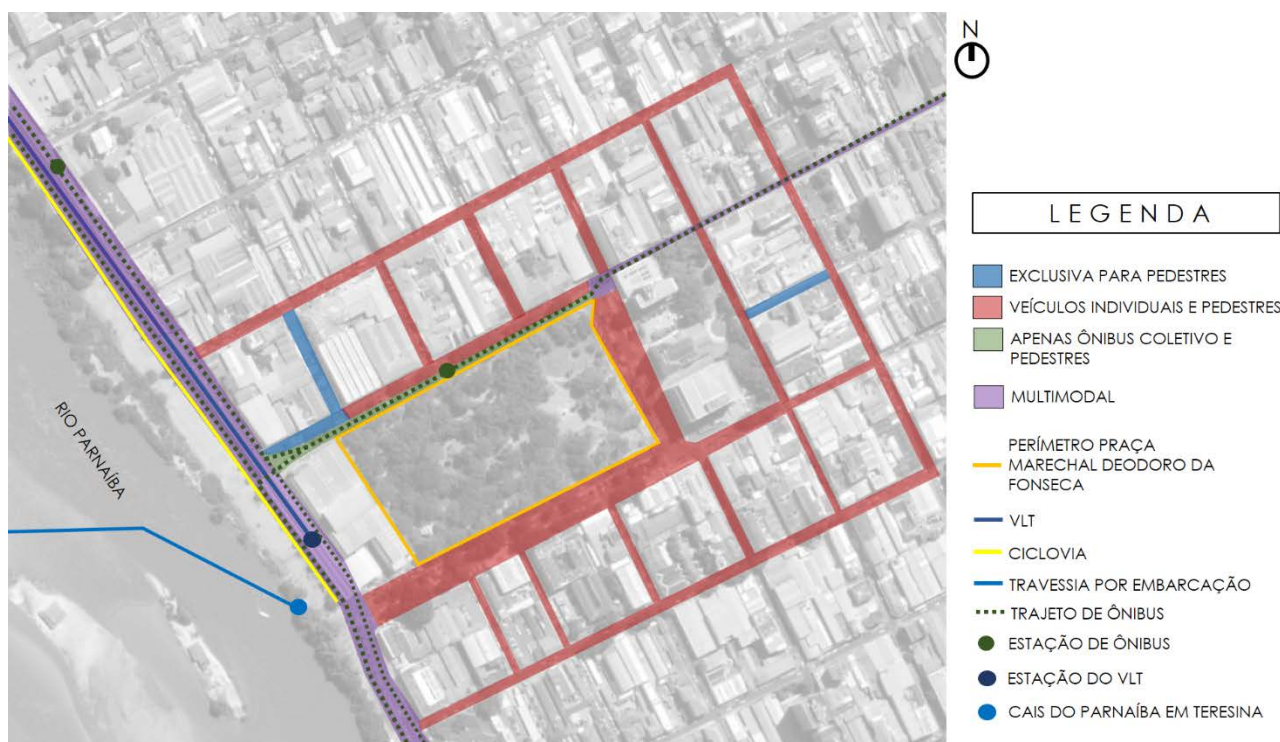 N
RIO PARNAÍBA
LEGENDA
EXCLUSIVA PARA PEDESTRES
VEÍCULOS INDIVIDUAIS E PEDESTRES
APENAS ÔNIBUS COLETIVO E
PEDESTRES
MULTIMODAL
PERÍMETRO PRAÇA
MARECHAL DEODORO DA
FONSECA
VLT
CICLOVIA
TRAVESSIA POR EMBARCAÇÃO
TRAJETO DE ÔNIBUS
ESTAÇÃO DE ÔNIBUS
ESTAÇÃO DO VLT
CAIS DO PARNAÍBA EM TERESINA